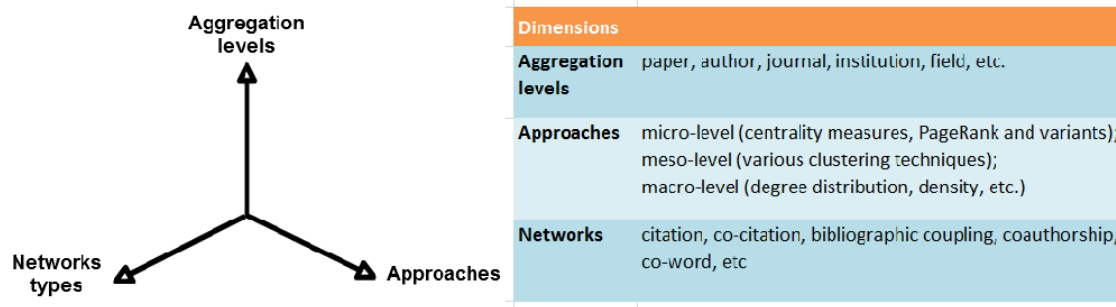 Aggregation
levels
Networks
types
Approaches
Dimensions
Aggregation paper, author, journal, institution, field, etc.
levels
Approaches micro-level (centrality measures, PageRank and variants);
meso-level (various clustering techniques);
macro-level (degree distribution, density, etc.)
Networks citation, co-citation, bibliographic coupling, coauthorship,
co-word, etc